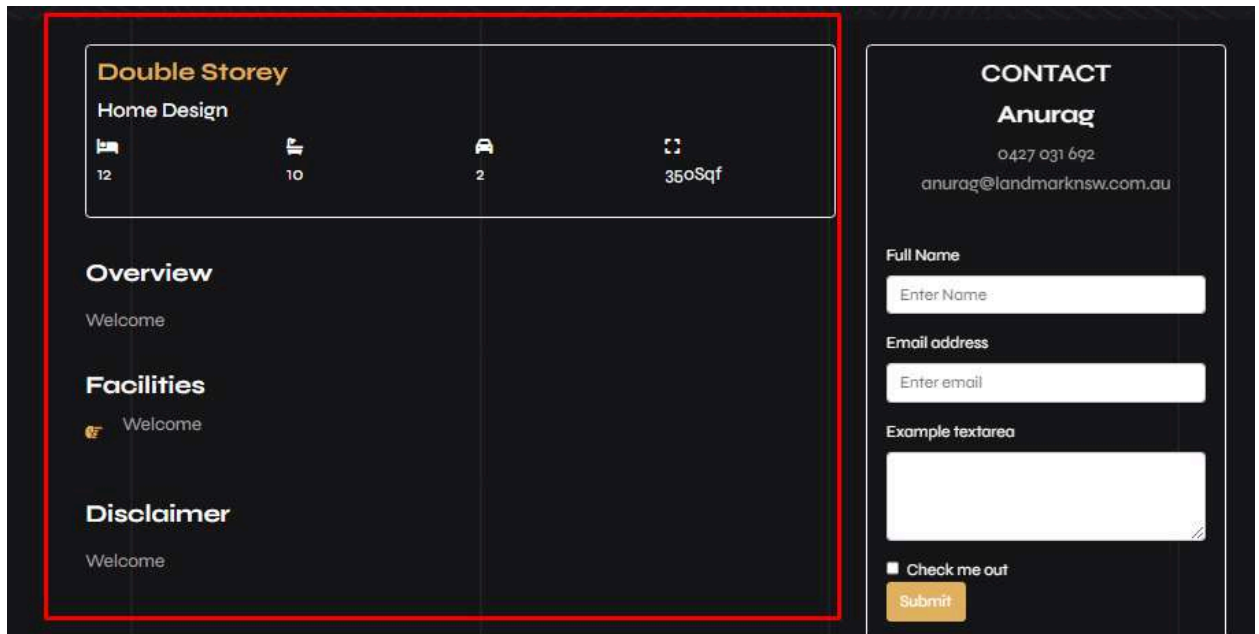 Double Storey
Home Design
12 10 2 350Sqf
Overview
Welcome
Facilities
Welcome
Disclaimer
Welcome
CONTACT
Anurag
0427 031 692
anurag@landmarknsw.com.au
Full Name
Enter Name
Email address
Enter email
Example textarea
Check me out
Submit